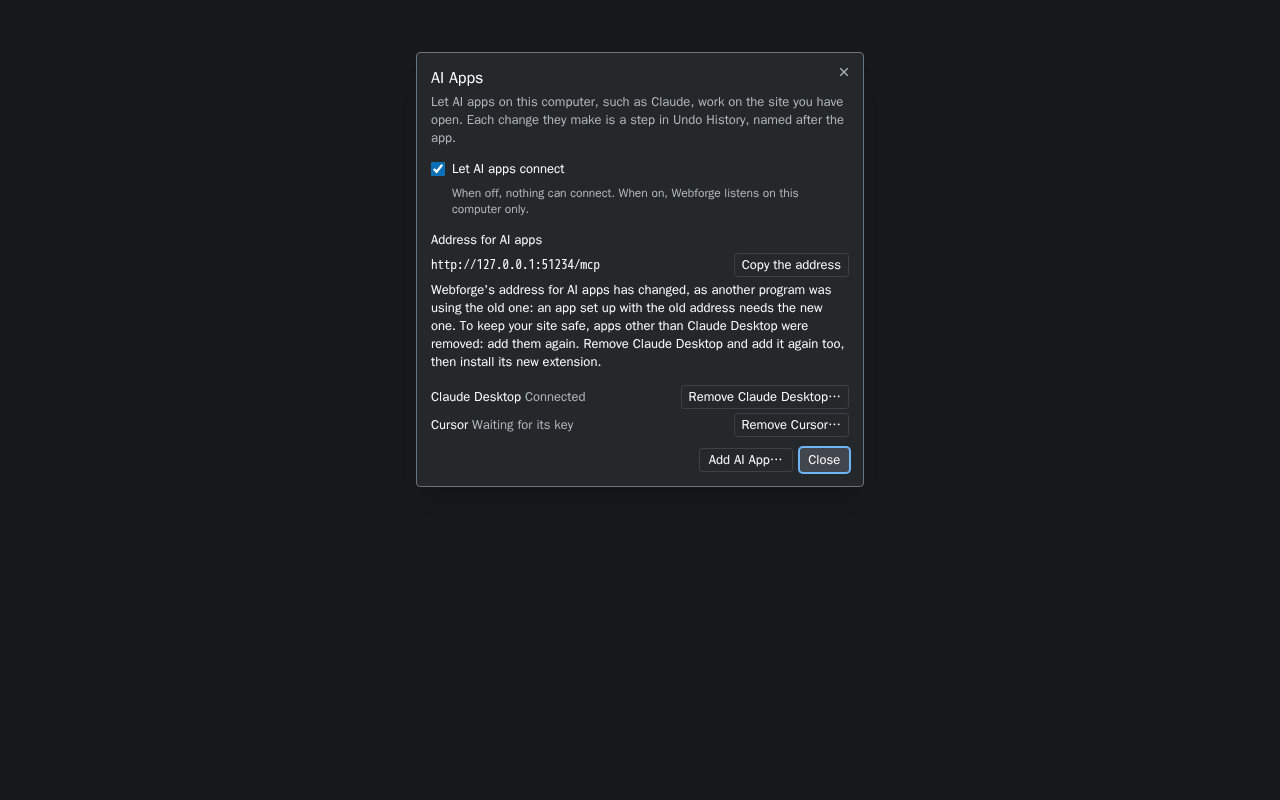 AI Apps
Let AI apps on this computer, such as Claude, work on the site you have
open. Each change they make is a step in Undo History, named after the
app.
Let AI apps connect
When off, nothing can connect. When on, Webforge listens on this
computer only.
Address for AI apps
http://127.0.0.1:51234/mcp
Copy the address
Webforge's address for AI apps has changed, as another program was
using the old one: an app set up with the old address needs the new
one. To keep your site safe, apps other than Claude Desktop were
removed: add them again. Remove Claude Desktop and add it again too,
then install its new extension.
Claude Desktop Connected
Remove Claude Desktop…
Cursor Waiting for its key
Remove Cursor…
Add AI App…
Close